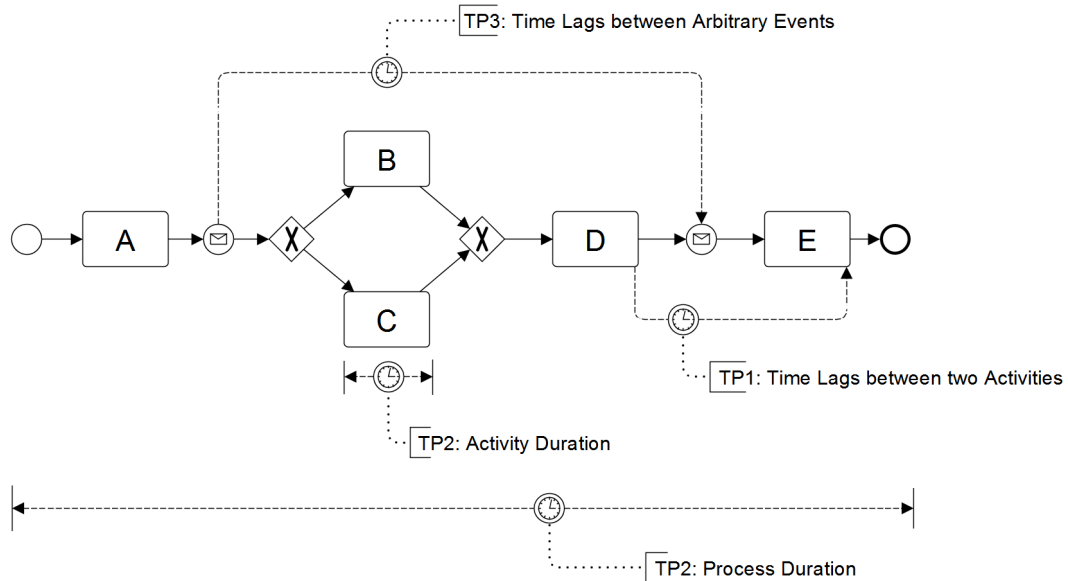 TP3: Time Lags between Arbitrary Events
B
A
X
X
D
E
C
TP1: Time Lags between two Activities
TP2: Activity Duration
TP2: Process Duration